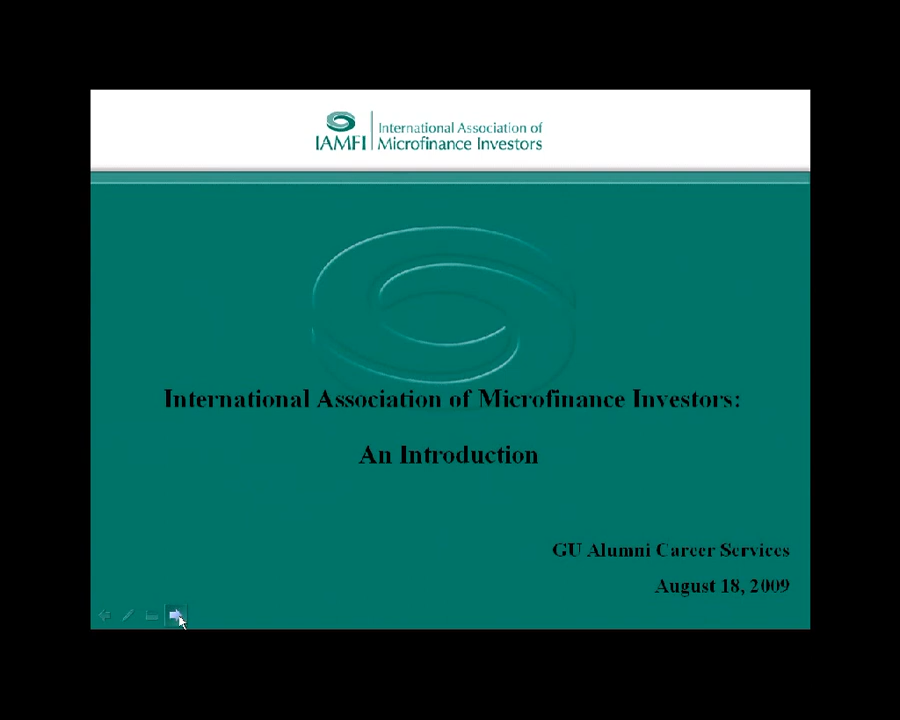 IAMFI
International Association of
Microfinance Investors
International Association of Microfinance Investors:
An Introduction
GU Alumni Career Services
August 18, 2009